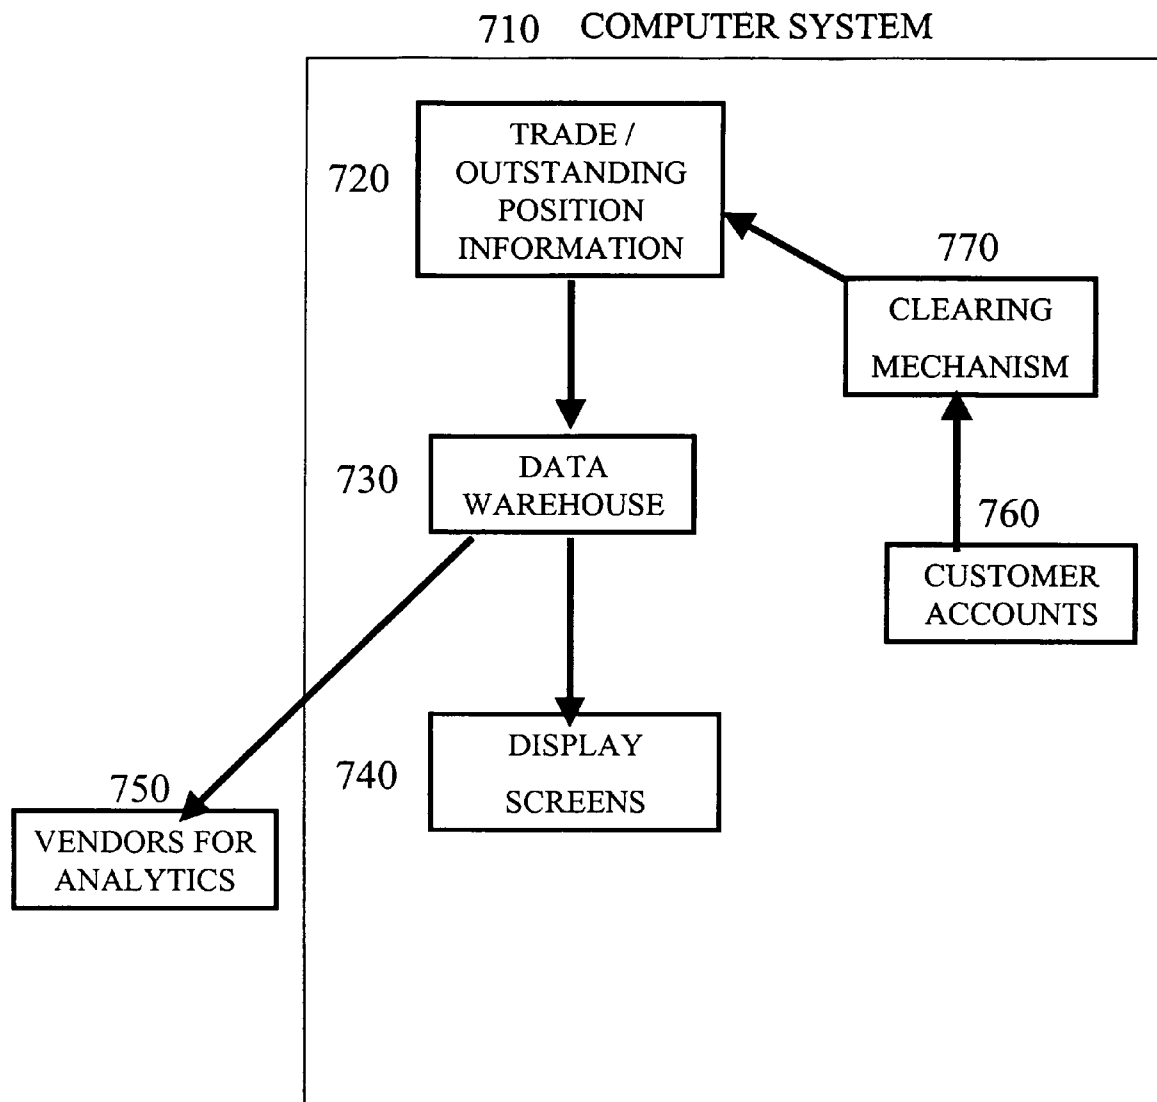 710 COMPUTER SYSTEM
TRADE /
OUTSTANDING
POSITION
INFORMATION
720
770
CLEARING
MECHANISM
730
DATA
WAREHOUSE
760
CUSTOMER
ACCOUNTS
740
DISPLAY
SCREENS
750
VENDORS FOR
ANALYTICS